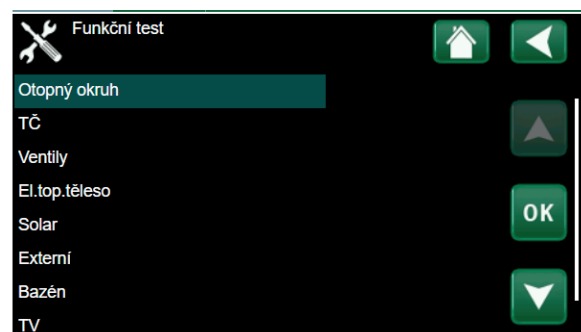 Funkční test
Otopný okruh
TČ
Ventily
El.top.těleso
Solar
OK
Externí
Bazén
TV